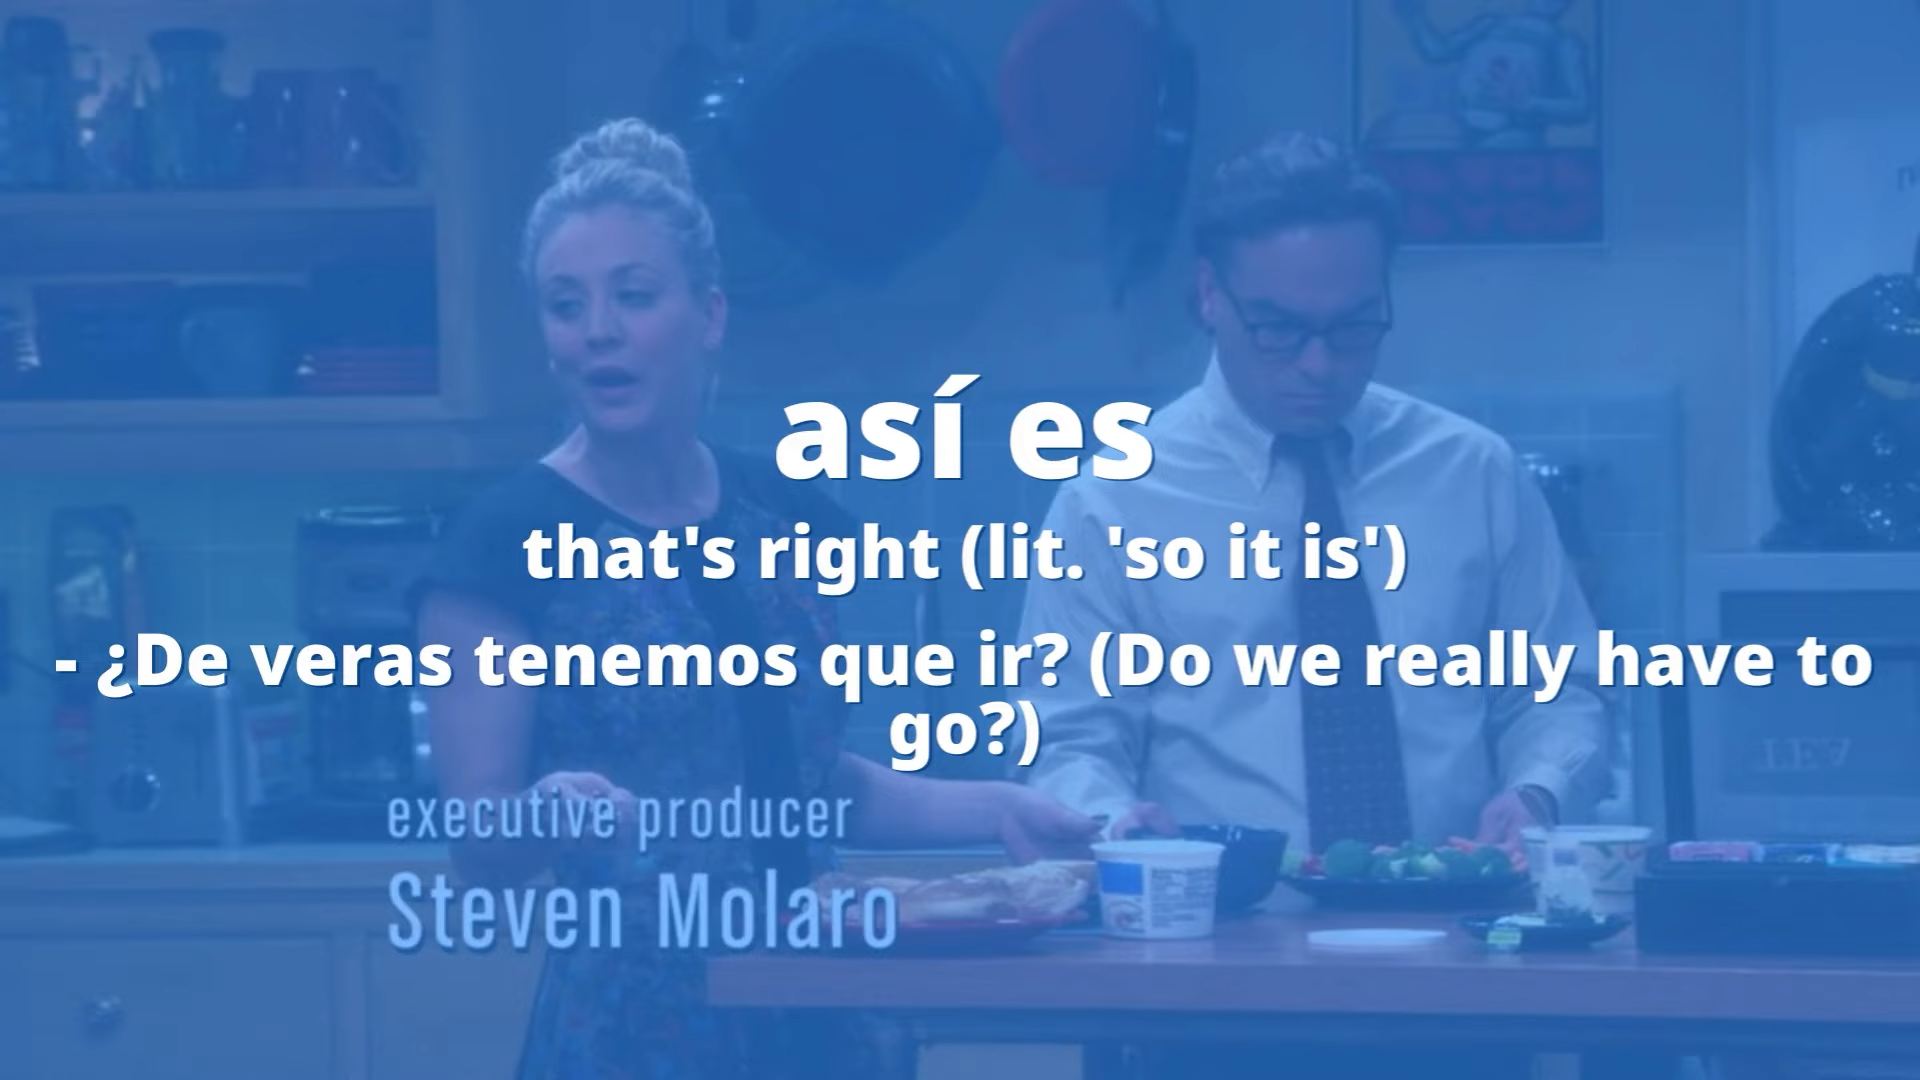 así es
that's right (lit. 'so it is')
- ¿De veras tenemos que ir? (Do we really have to
go?)
executive producer
Steven Molaro